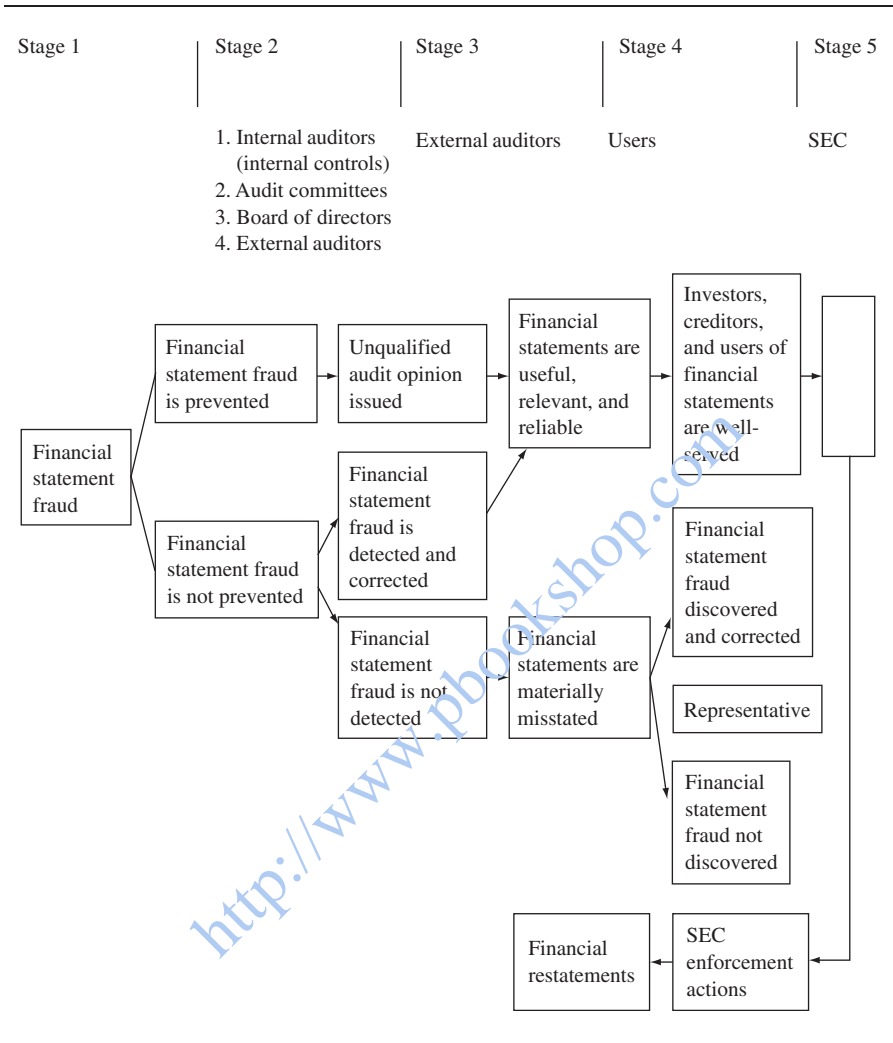 Stage 1
Stage 2
Stage 3
Stage 4
Stage 5
1. Internal auditors
(internal controls)
2. Audit committees
3. Board of directors
4. External auditors
External auditors
Users
SEC
Financial
statement
fraud
Financial
statement fraud
is prevented
Unqualified
audit opinion
issued
Financial
statements are
useful,
relevant, and
reliable
Investors,
creditors,
and users of
financial
statements
are well-
served
Financial
statement fraud
is not prevented
Financial
statement
fraud is
detected and
corrected
Financial
statement
fraud is not
detected
Financial
statements are
materially
misstated
Financial
statement
fraud
discovered
and corrected
Representative
Financial
statement
fraud not
discovered
SEC
enforcement
actions
Financial
restatements
http://www.pbookshop.com